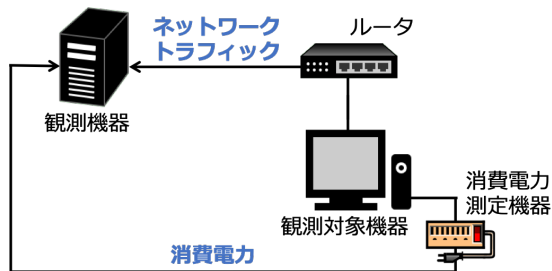 ネットワーク
トラフィック
ルータ
観測機器
消費電力
測定機器
観測対象機器
消費電力